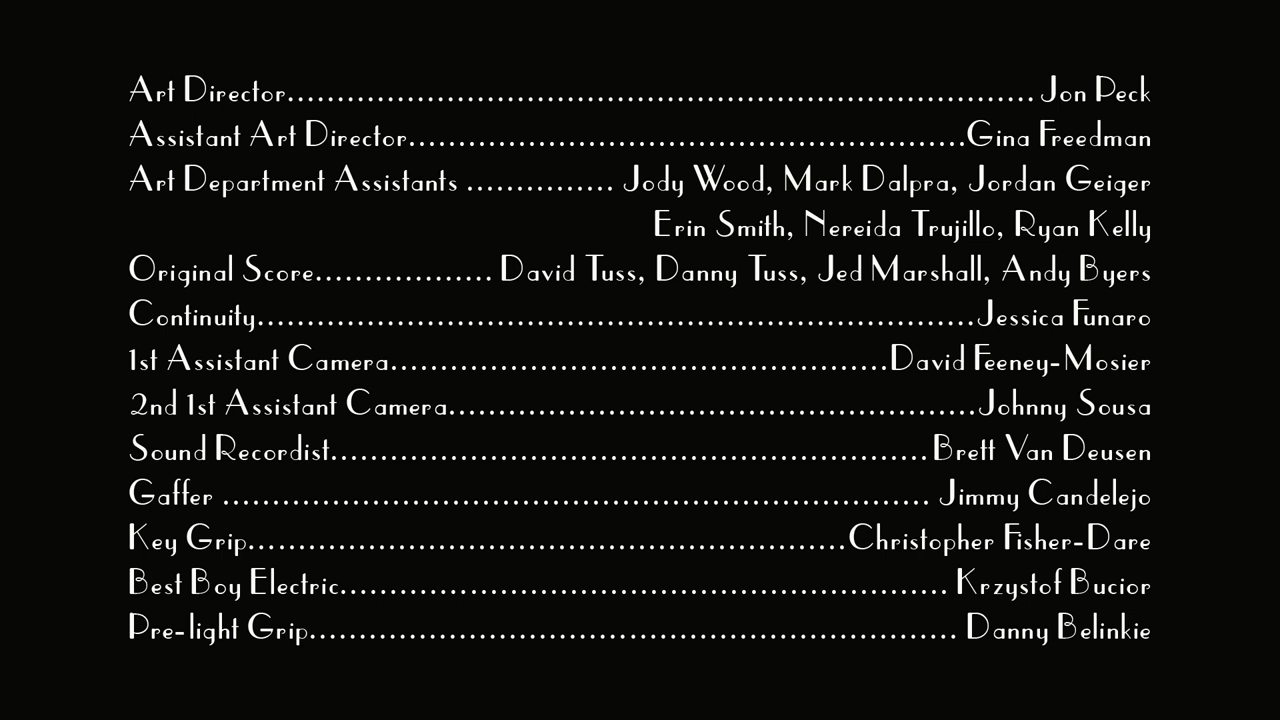 Art Director........................................................................... Jon Peck
Assistant Art Director........................................................Gina Freedman
Art Department Assistants ............... Jody Wood, Mark Dalpra, Jordan Geiger
Erin Smith, Nereida Trujillo, Ryan Kelly
Original Score.................. David Tuss, Danny Tuss, Jed Marshall, Andy Byers
Continuity........................................................................Jessica Funaro
1st Assistant Camera..................................................David Feeney-Mosier
2nd 1st Assistant Camera.....................................................Johnny Sousa
Sound Recordist............................................................Brett Van Deusen
Gaffer ....................................................................... Jimmy Candelejo
Key Grip............................................................Christopher Fisher-Dare
Best Boy Electric............................................................. Krzystof Bucior
Pre-light Grip................................................................. Danny Belinkie